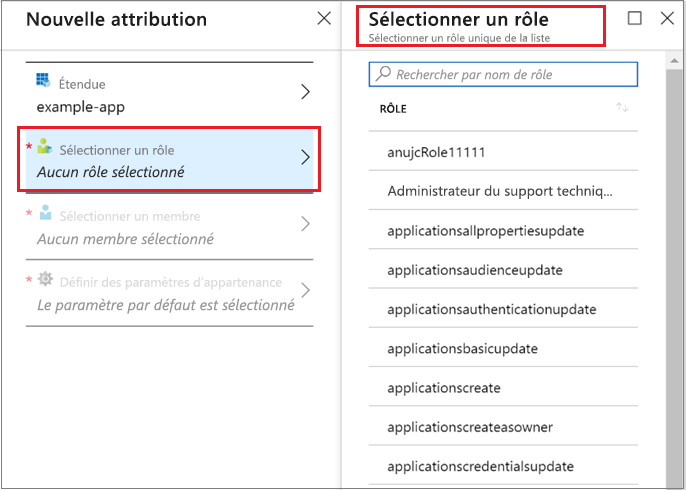 Nouvelle attribution
Étendue
example-app
* Sélectionner un rôle
Aucun rôle sélectionné
* Sélectionner un membre
Aucun membre sélectionné
* Définir des paramètres d'appartenance
Le paramètre par défaut est sélectionné
Sélectionner un rôle
Sélectionner un rôle unique de la liste
Rechercher par nom de rôle
RÔLE
anujcRole11111
Administrateur du support techniq...
applicationsallpropertiesupdate
applicationsaudienceupdate
applicationsauthenticationupdate
applicationsbasicupdate
applicationscreate
applicationscreateasowner
applicationscredentialsupdate